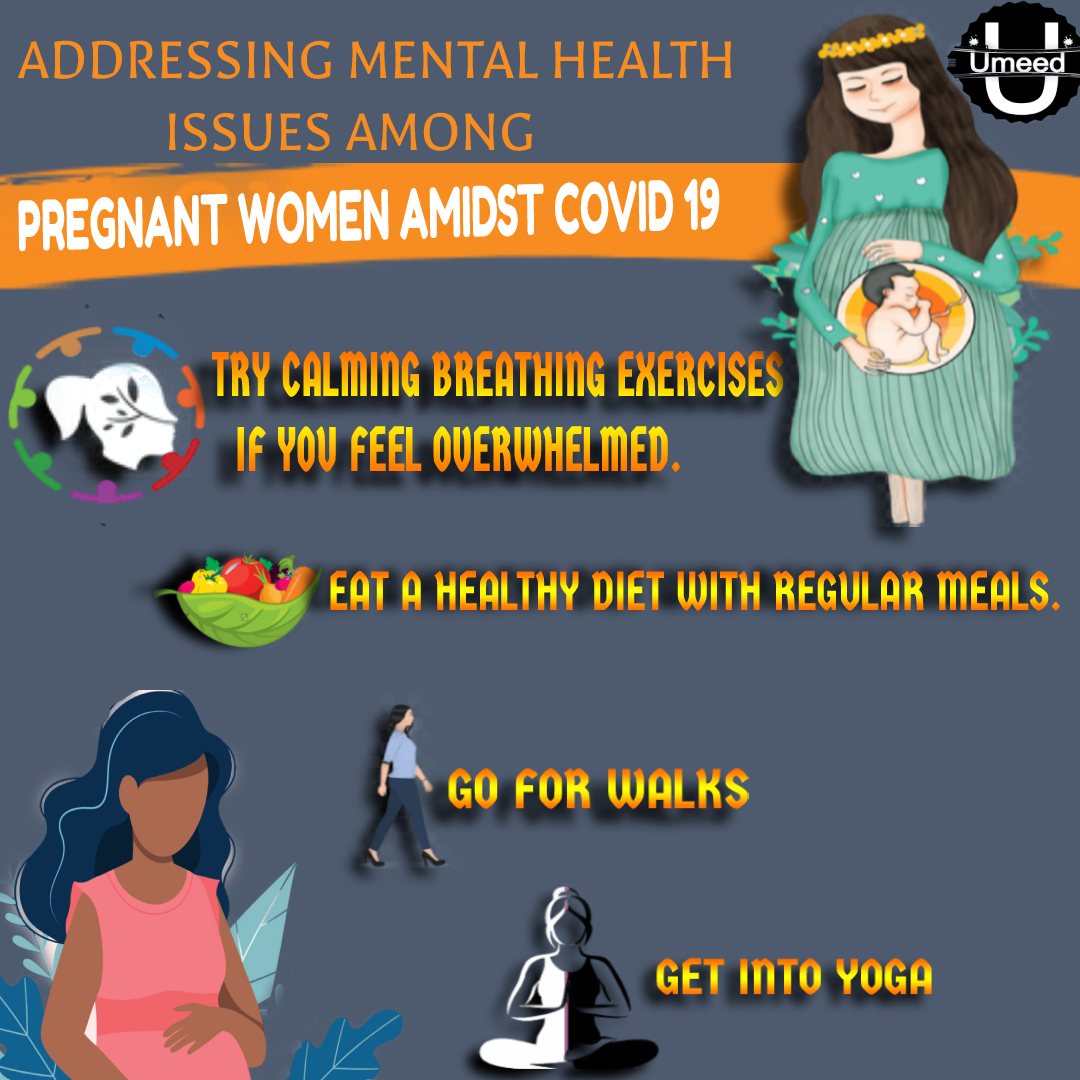 ADDRESSING MENTAL HEALTH
ISSUES AMONG
PREGNANT WOMEN AMIDST COVID 19
U
Umeed
TRY CALMING BREATHING EXERCISES
IF YOU FEEL OVERWHELMED.
EAT A HEALTHY DIET WITH REGULAR MEALS.
GO FOR WALKS
GET INTO YOGA